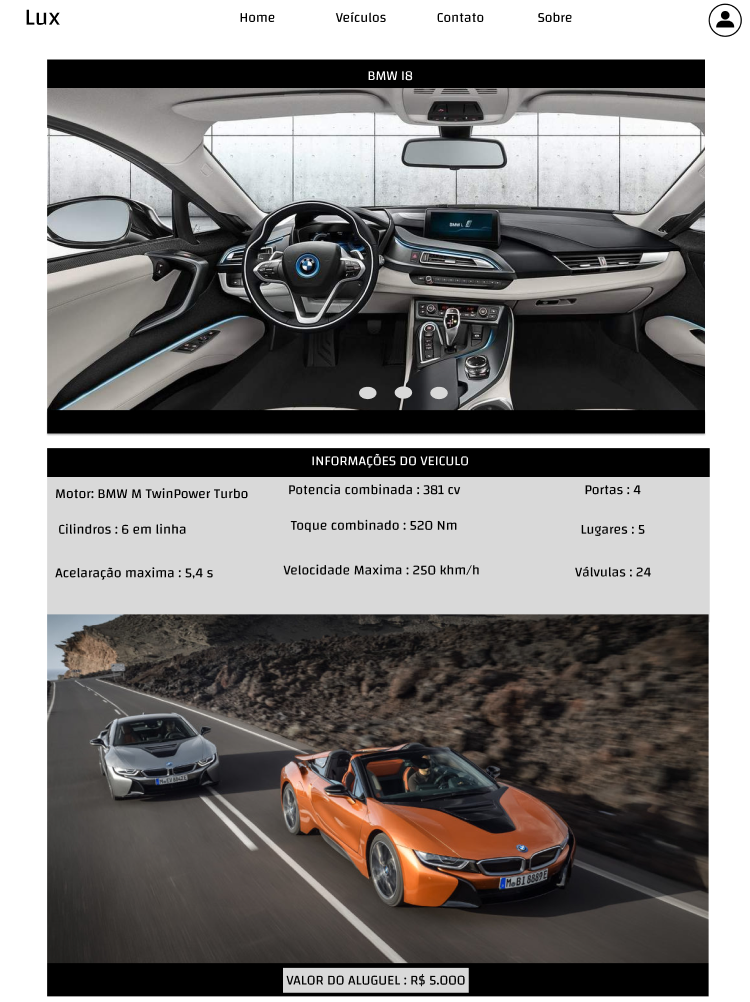 Lux
Home Veículos Contato Sobre
BMW I8
INFORMAÇÕES DO VEICULO
Motor: BMW M TwinPower Turbo
Potencia combinada : 381 cv
Portas : 4
Cilindros : 6 em linha
Toque combinado : 520 Nm
Lugares : 5
Acelaração maxima : 5,4 s
Velocidade Maxima : 250 khm/h
Válvulas : 24
VALOR DO ALUGUEL : R$ 5.000